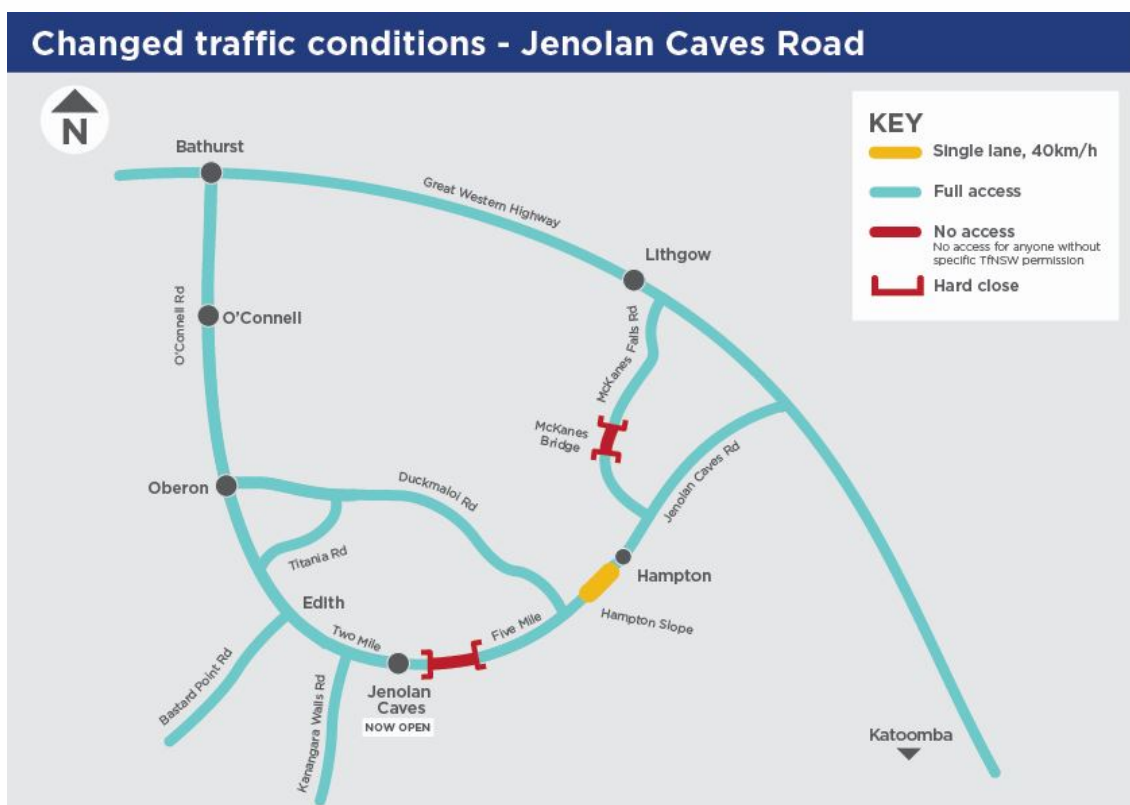 Changed traffic conditions - Jenolan Caves Road
N
KEY
Single lane, 40km/h
Full access
No access
No access for anyone without
specific TfNSW permission
Hard close
Bathurst
Great Western Highway
Lithgow
O'Connell Rd
O'Connell
McKanes Falls Rd
McKanes
Bridge
Jenolan Caves Rd
Oberon
Duckmaloi Rd
Titania Rd
Hampton
Hampton Slope
Edith
Two Mile
Five Mile
Bastard Point Rd
Kanangara Walls Rd
Jenolan
Caves
NOW OPEN
Katoomba